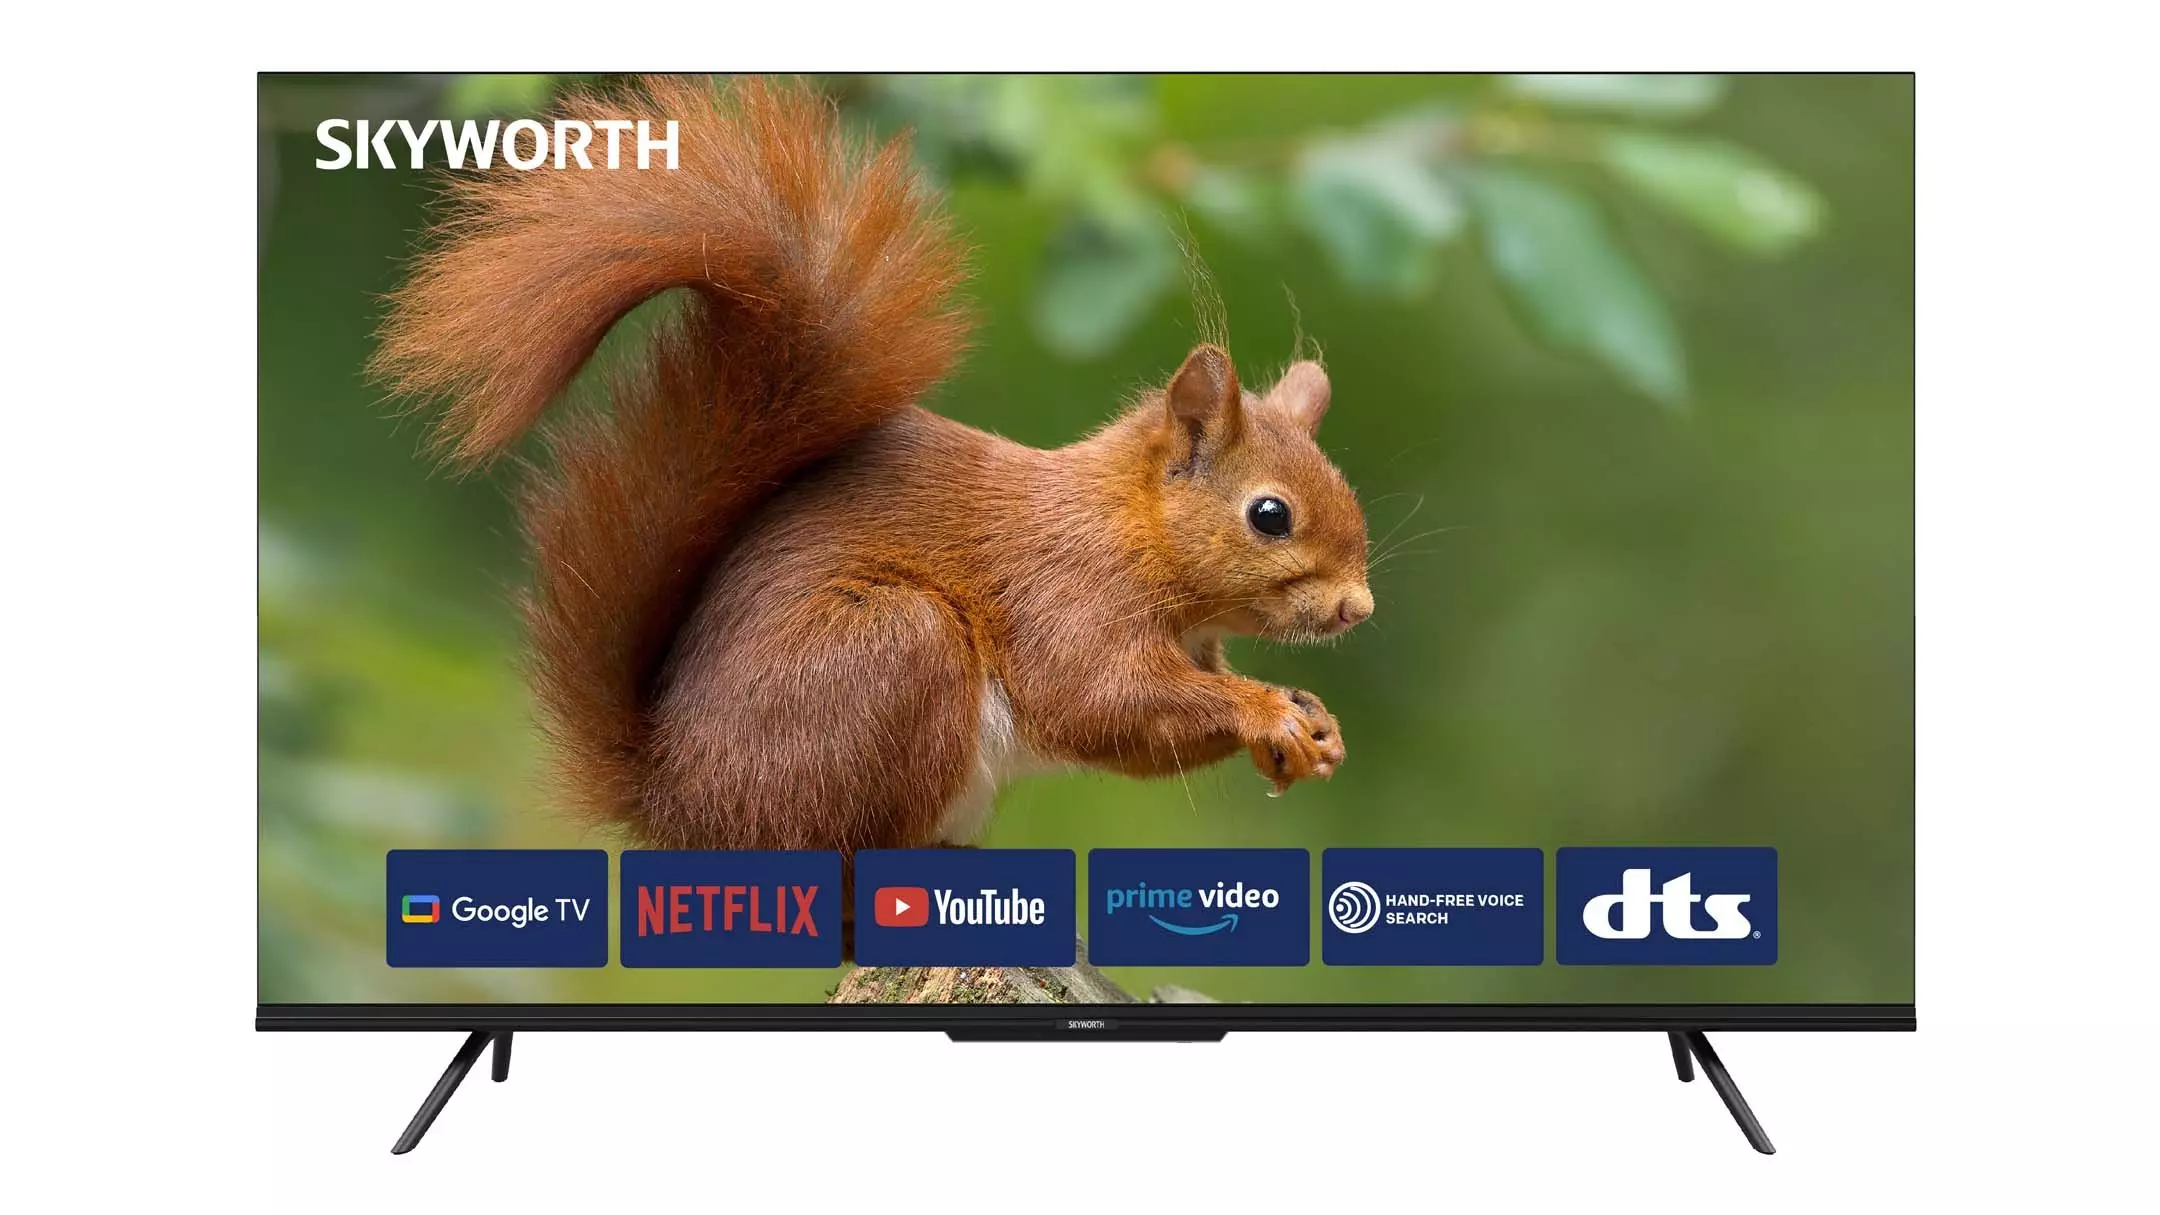 SKYWORTH
Google TV
NETFLIX
YouTube
prime video
HAND-FREE VOICE
SEARCH
dts®
SKYWORTH